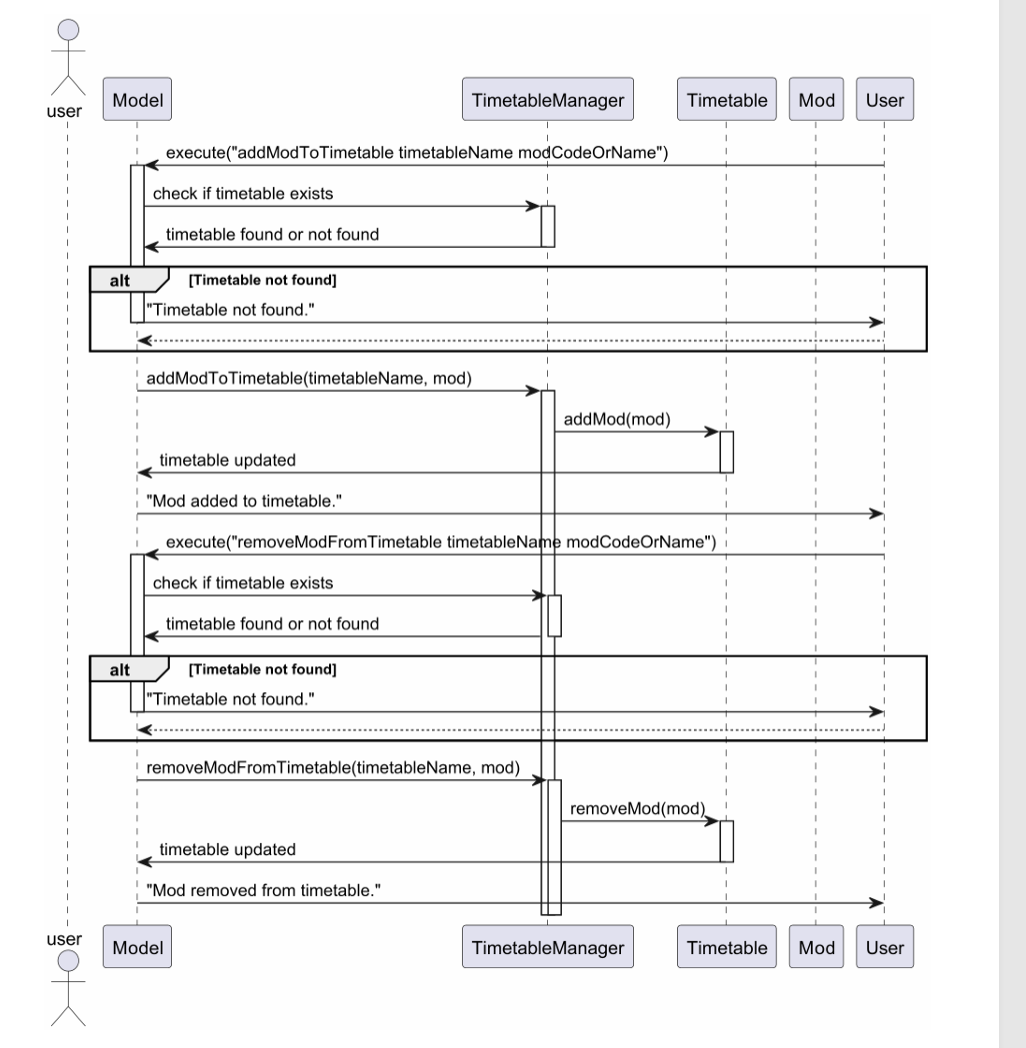 user
Model
TimetableManager
Timetable
Mod
User
execute("addModToTimetable timetableName modCodeOrName")
check if timetable exists
timetable found or not found
alt
[Timetable not found]
"Timetable not found."
addModToTimetable(timetableName, mod)
addMod(mod)
timetable updated
"Mod added to timetable."
execute("removeModFromTimetable timetableName modCodeOrName")
check if timetable exists
timetable found or not found
alt
[Timetable not found]
"Timetable not found."
removeModFromTimetable(timetableName, mod)
removeMod(mod)
timetable updated
"Mod removed from timetable."
user
Model
TimetableManager
Timetable
Mod
User